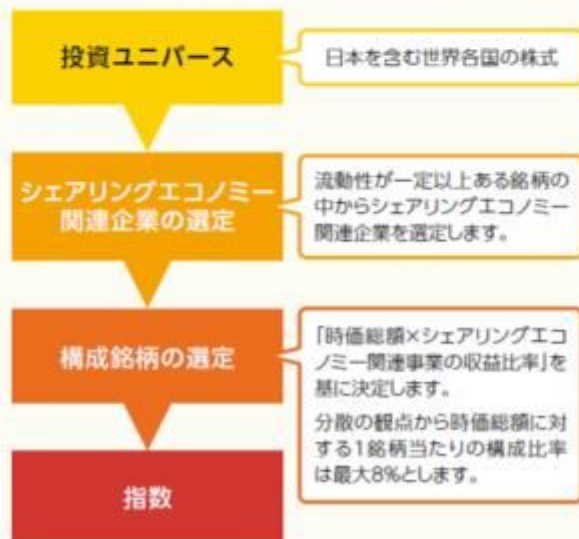 投資ユニバース
日本を含む世界各国の株式
シェアリングエコノミー
関連企業の選定
流動性が一定以上ある銘柄の
中からシェアリングエコノミー
関連企業を選定します。
構成銘柄の選定
「時価総額×シェアリングエコ
ノミー関連事業の収益比率」を
基に決定します。
分散の観点から時価総額に対
する1銘柄当たりの構成比率
は最大8%とします。
指数